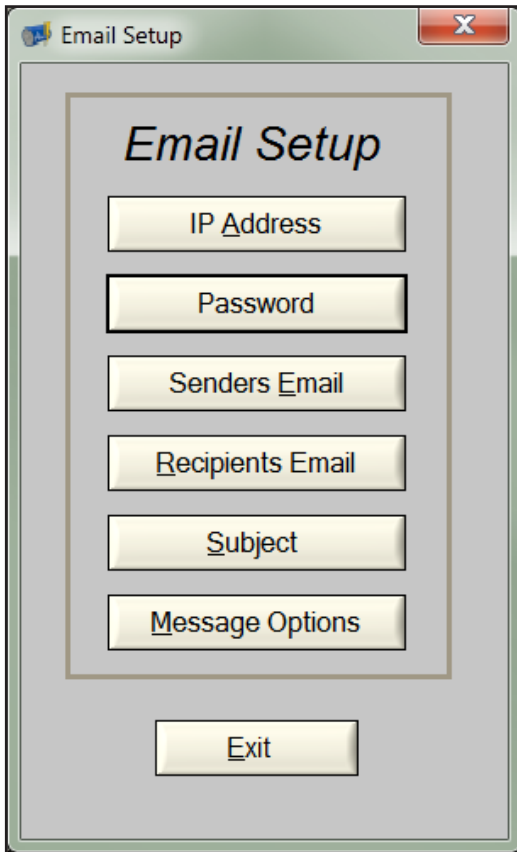 Email Setup
Email Setup
IP Address
Password
Senders Email
Recipients Email
Subject
Message Options
Exit